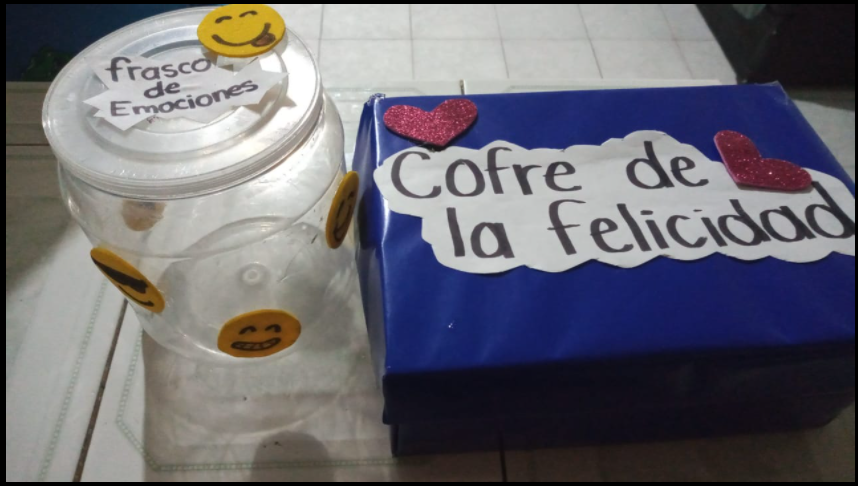 frasco
de
Emociones
Cofre de
la felicidad